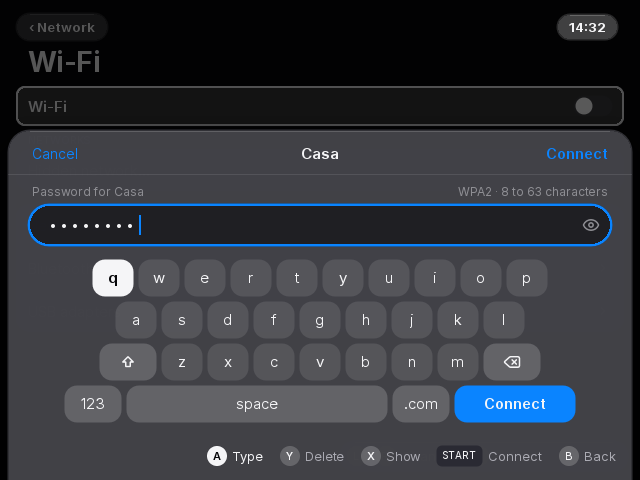 ‹ Network
14:32
Wi-Fi
Wi-Fi
Cancel Casa Connect
Password for Casa WPA2 · 8 to 63 characters
••••••••
q w e r t y u i o p
a s d f g h j k l
z x c v b n m
123 space .com Connect
A Type Y Delete X Show START Connect B Back